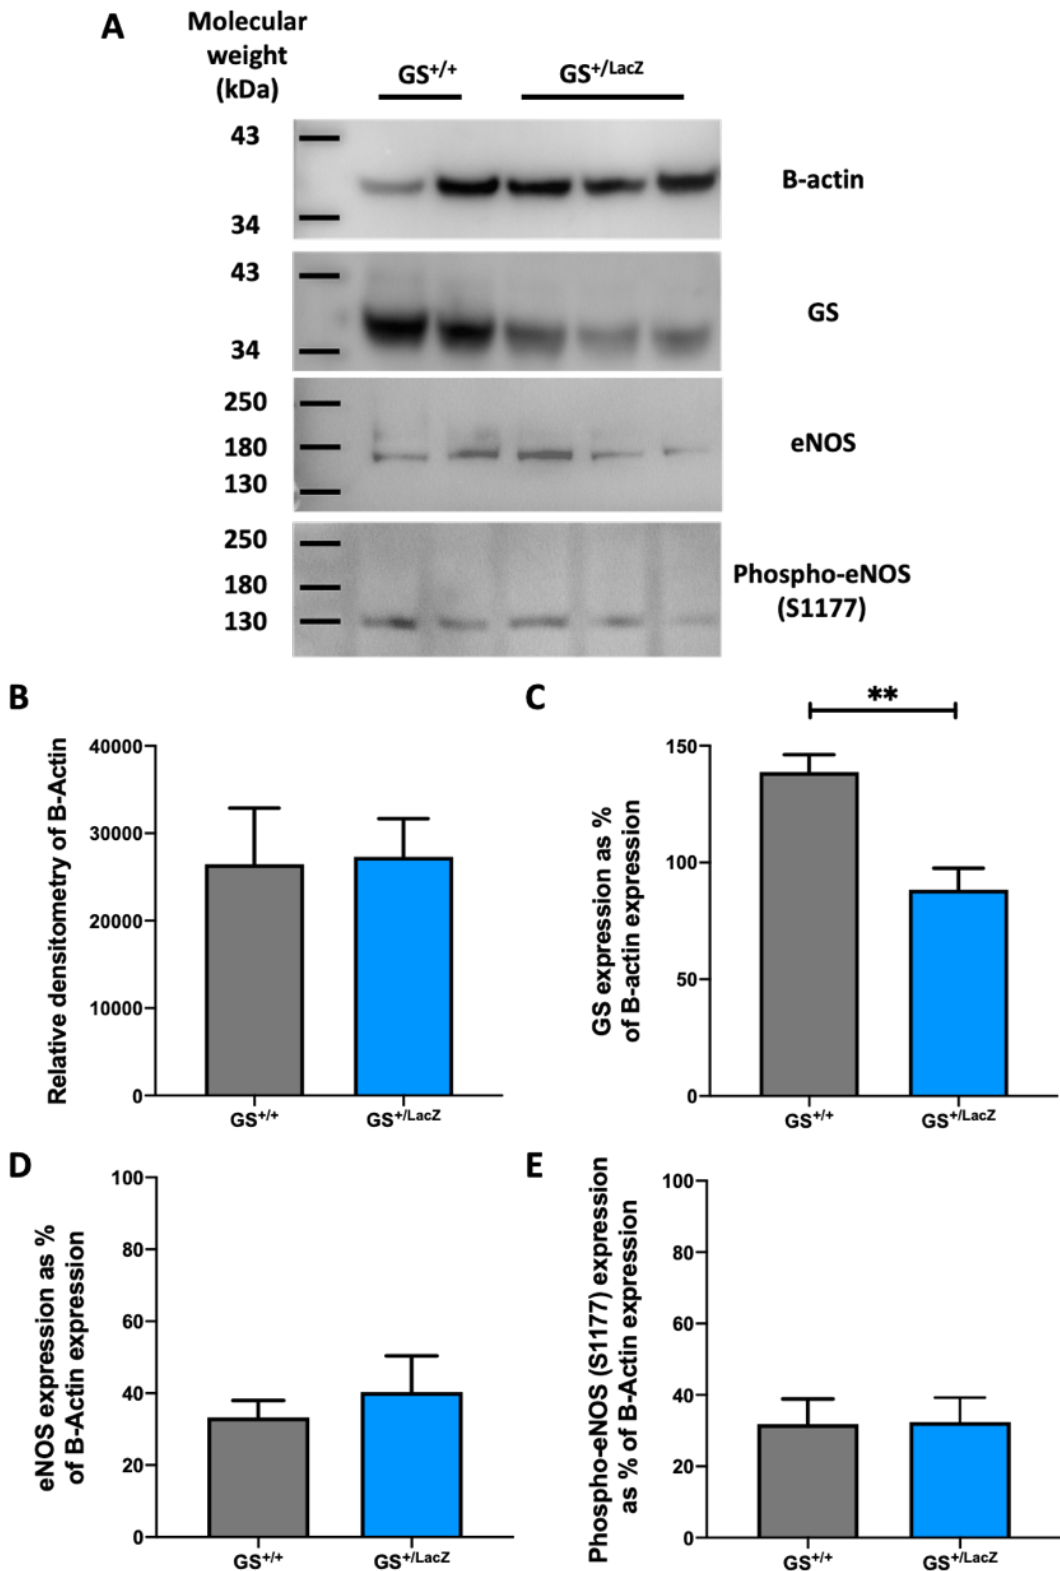 A
Molecular
weight
(kDa)
GS+/+
GS+/LacZ
43
34
B-actin
43
34
GS
250
180
130
eNOS
250
180
130
Phospho-eNOS
(S1177)
B
Relative densitometry of B-Actin
40000
30000
20000
10000
0
GS+/+
GS+/LacZ
C
**
GS expression as %
of B-actin expression
150
100
50
0
GS+/+
GS+/LacZ
D
eNOS expression as %
of B-Actin expression
100
80
60
40
20
0
GS+/+
GS+/LacZ
E
Phospho-eNOS (S1177) expression
as % of B-Actin expression
100
80
60
40
20
0
GS+/+
GS+/LacZ